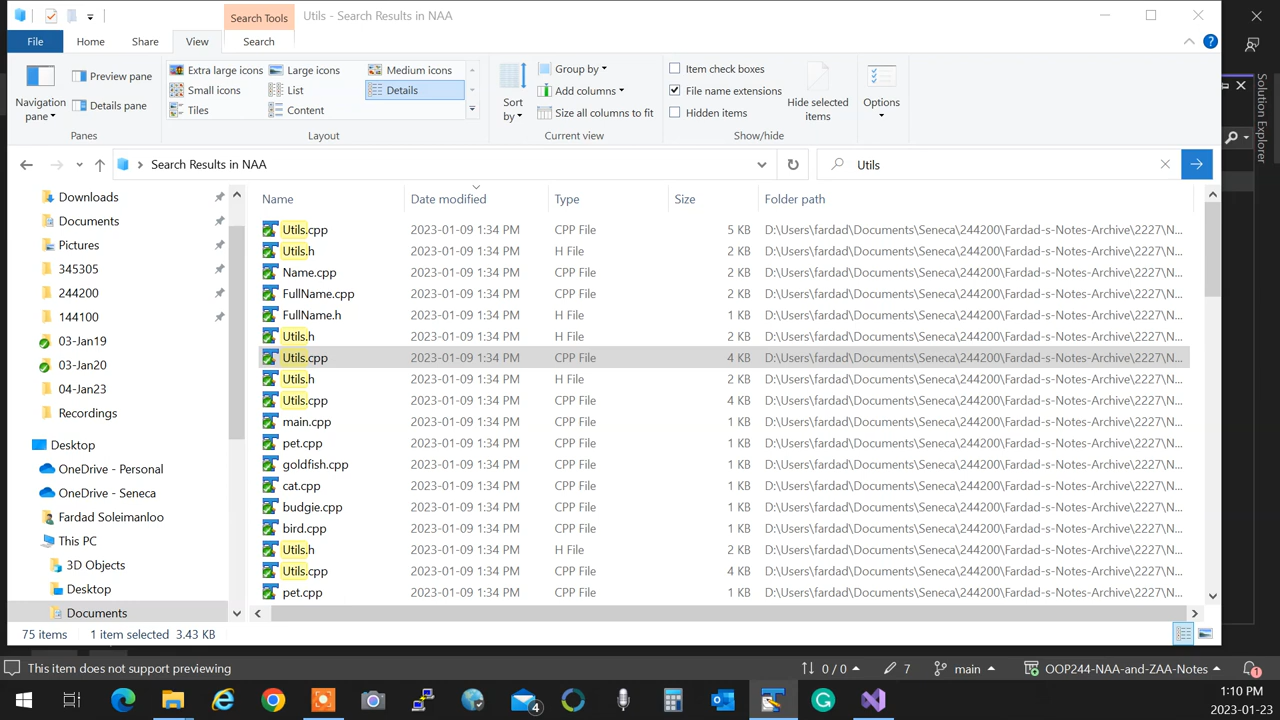 Search Tools
Utils - Search Results in NAA
File
Home
Share
View
Search
Navigation pane
Preview pane
Details pane
Panes
Extra large icons
Large icons
Medium icons
Small icons
List
Details
Tiles
Content
Layout
Sort by
Group by
Add columns
Size all columns to fit
Current view
Item check boxes
File name extensions
Hidden items
Hide selected items
Show/hide
Options
Solution Explorer
Search Results in NAA
Utils
Downloads
Documents
Pictures
345305
244200
144100
03-Jan19
03-Jan20
04-Jan23
Recordings
Desktop
OneDrive - Personal
OneDrive - Seneca
Fardad Soleimanloo
This PC
3D Objects
Desktop
Documents
Name Date modified Type Size Folder path
Utils.cpp 2023-01-09 1:34 PM CPP File 5 KB D:\Users\fardad\Documents\Seneca\244200\Fardad-s-Notes-Archive\2227\N...
Utils.h 2023-01-09 1:34 PM H File 2 KB D:\Users\fardad\Documents\Seneca\244200\Fardad-s-Notes-Archive\2227\N...
Name.cpp 2023-01-09 1:34 PM CPP File 2 KB D:\Users\fardad\Documents\Seneca\244200\Fardad-s-Notes-Archive\2227\N...
FullName.cpp 2023-01-09 1:34 PM CPP File 2 KB D:\Users\fardad\Documents\Seneca\244200\Fardad-s-Notes-Archive\2227\N...
FullName.h 2023-01-09 1:34 PM H File 1 KB D:\Users\fardad\Documents\Seneca\244200\Fardad-s-Notes-Archive\2227\N...
Utils.h 2023-01-09 1:34 PM H File 2 KB D:\Users\fardad\Documents\Seneca\244200\Fardad-s-Notes-Archive\2227\N...
Utils.cpp 2023-01-09 1:34 PM CPP File 4 KB D:\Users\fardad\Documents\Seneca\244200\Fardad-s-Notes-Archive\2227\N...
Utils.h 2023-01-09 1:34 PM H File 2 KB D:\Users\fardad\Documents\Seneca\244200\Fardad-s-Notes-Archive\2227\N...
Utils.cpp 2023-01-09 1:34 PM CPP File 4 KB D:\Users\fardad\Documents\Seneca\244200\Fardad-s-Notes-Archive\2227\N...
main.cpp 2023-01-09 1:34 PM CPP File 1 KB D:\Users\fardad\Documents\Seneca\244200\Fardad-s-Notes-Archive\2227\N...
pet.cpp 2023-01-09 1:34 PM CPP File 1 KB D:\Users\fardad\Documents\Seneca\244200\Fardad-s-Notes-Archive\2227\N...
goldfish.cpp 2023-01-09 1:34 PM CPP File 1 KB D:\Users\fardad\Documents\Seneca\244200\Fardad-s-Notes-Archive\2227\N...
cat.cpp 2023-01-09 1:34 PM CPP File 1 KB D:\Users\fardad\Documents\Seneca\244200\Fardad-s-Notes-Archive\2227\N...
budgie.cpp 2023-01-09 1:34 PM CPP File 1 KB D:\Users\fardad\Documents\Seneca\244200\Fardad-s-Notes-Archive\2227\N...
bird.cpp 2023-01-09 1:34 PM CPP File 1 KB D:\Users\fardad\Documents\Seneca\244200\Fardad-s-Notes-Archive\2227\N...
Utils.h 2023-01-09 1:34 PM H File 2 KB D:\Users\fardad\Documents\Seneca\244200\Fardad-s-Notes-Archive\2227\N...
Utils.cpp 2023-01-09 1:34 PM CPP File 4 KB D:\Users\fardad\Documents\Seneca\244200\Fardad-s-Notes-Archive\2227\N...
pet.cpp 2023-01-09 1:34 PM CPP File 1 KB D:\Users\fardad\Documents\Seneca\244200\Fardad-s-Notes-Archive\2227\N...
75 items 1 item selected 3.43 KB
This item does not support previewing
0 / 0
7
main
OOP244-NAA-and-ZAA-Notes
1
4
1:10 PM
2023-01-23